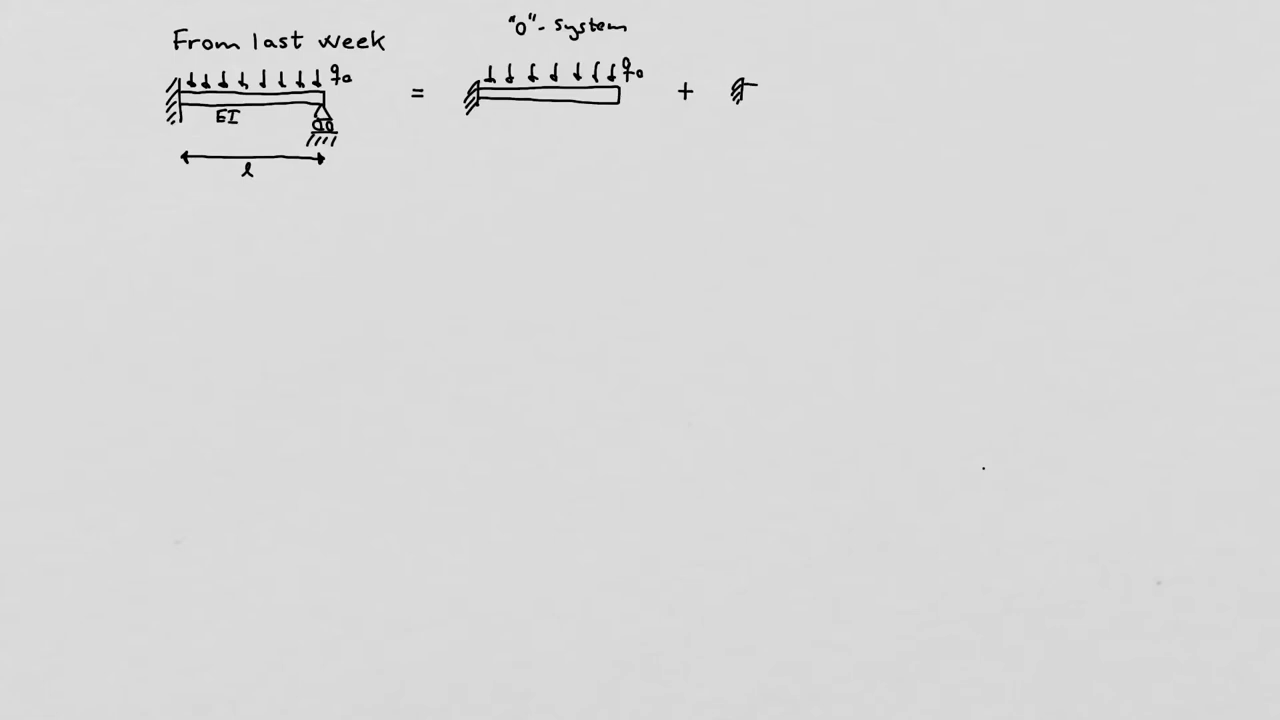 From last week
"0"- System
q₀
=
q₀
+
EI
l